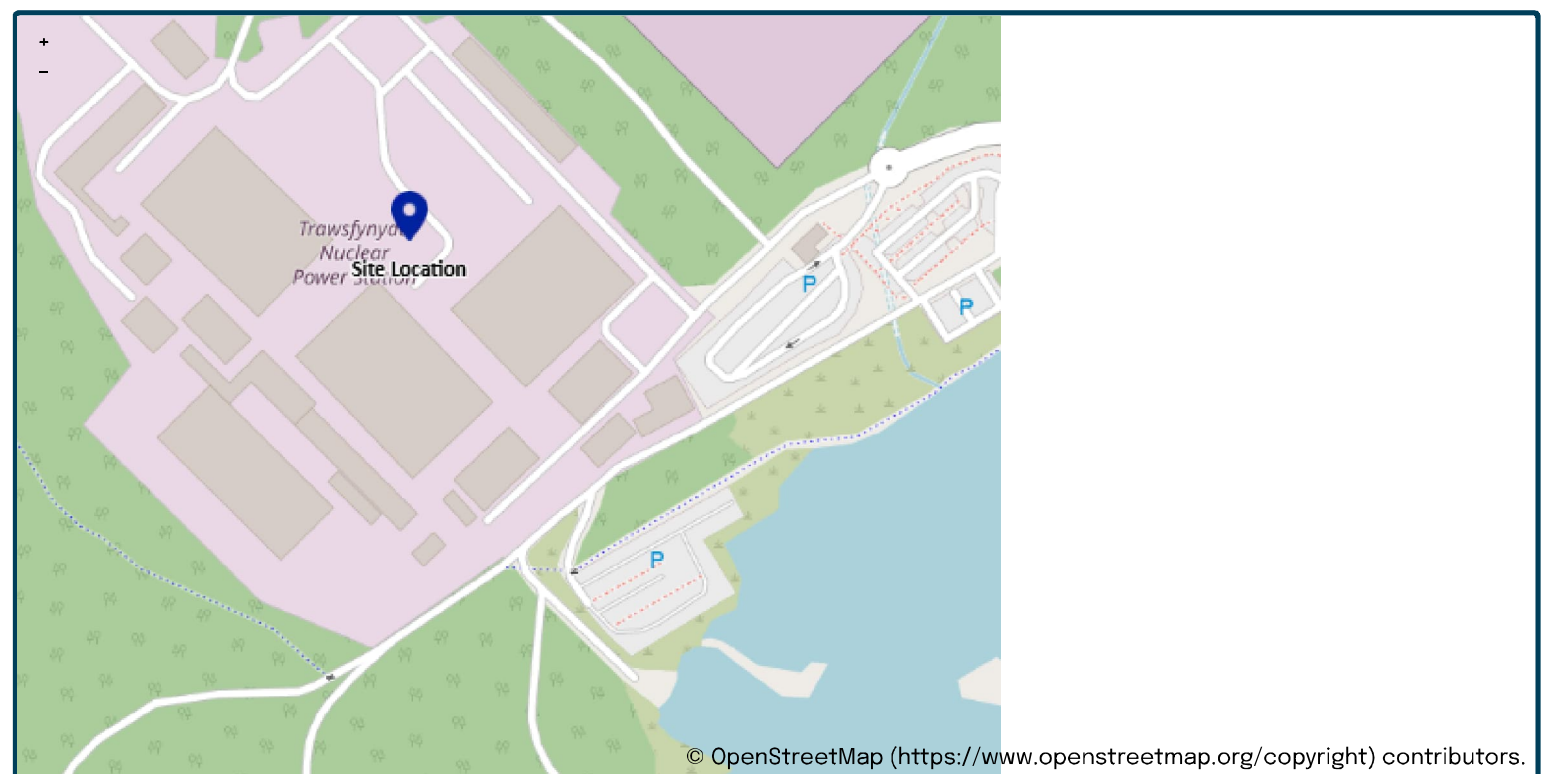 +
−
Trawsfynydd
Nuclear
Power Station
Site Location
P
P
P
© OpenStreetMap (https://www.openstreetmap.org/copyright) contributors.